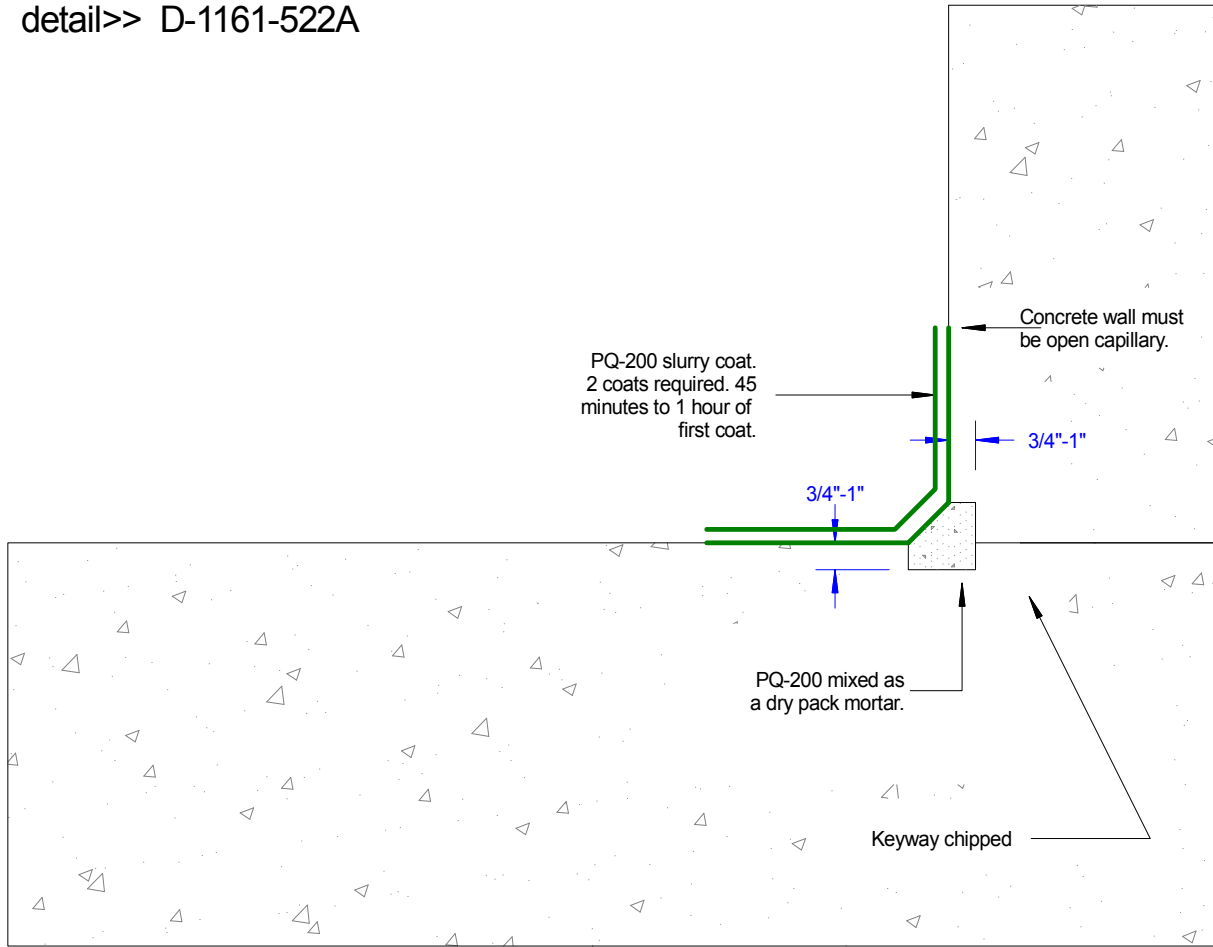 detail>> D-1161-522A
Concrete wall must
be open capillary.
PQ-200 slurry coat.
2 coats required. 45
minutes to 1 hour of
first coat.
3/4"-1"
3/4"-1"
PQ-200 mixed as
a dry pack mortar.
Keyway chipped